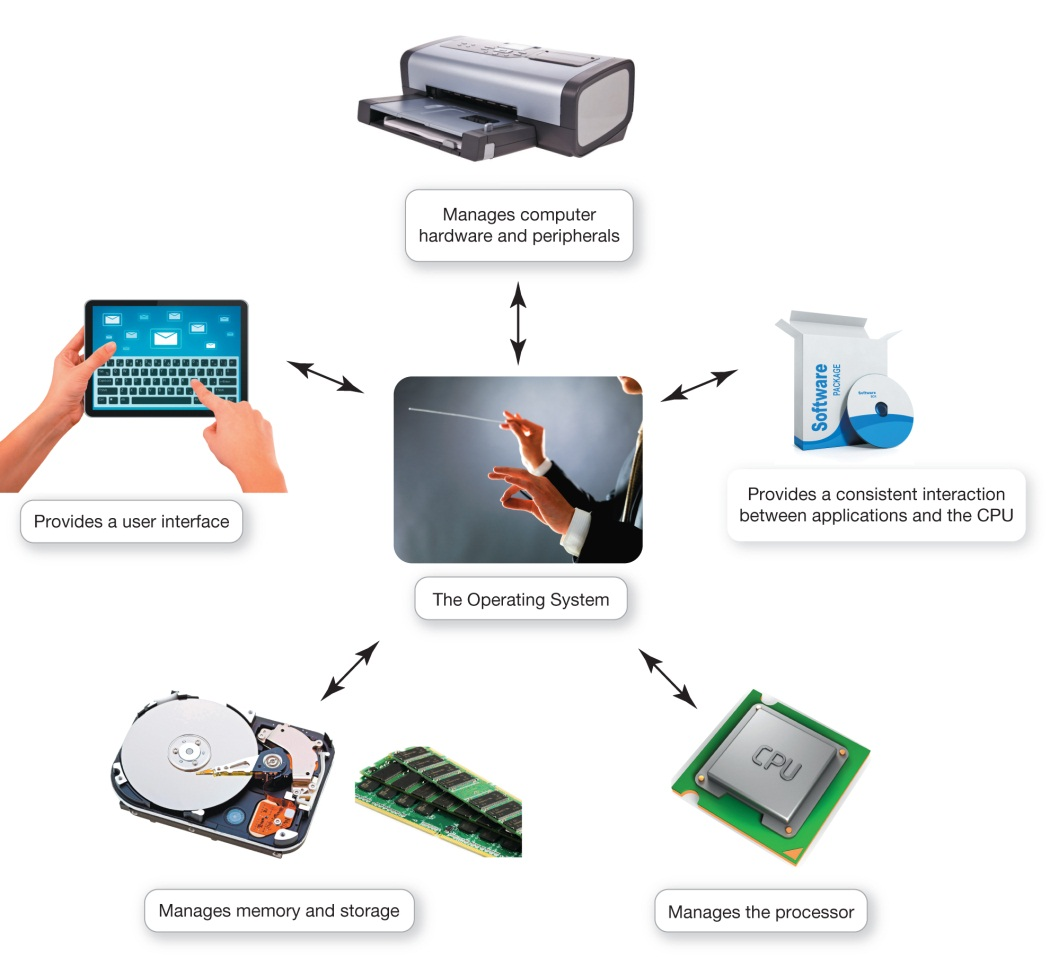 Manages computer
hardware and peripherals
Software
PACKAGE
Software
Provides a user interface
Provides a consistent interaction
between applications and the CPU
The Operating System
CPU
Manages memory and storage
Manages the processor